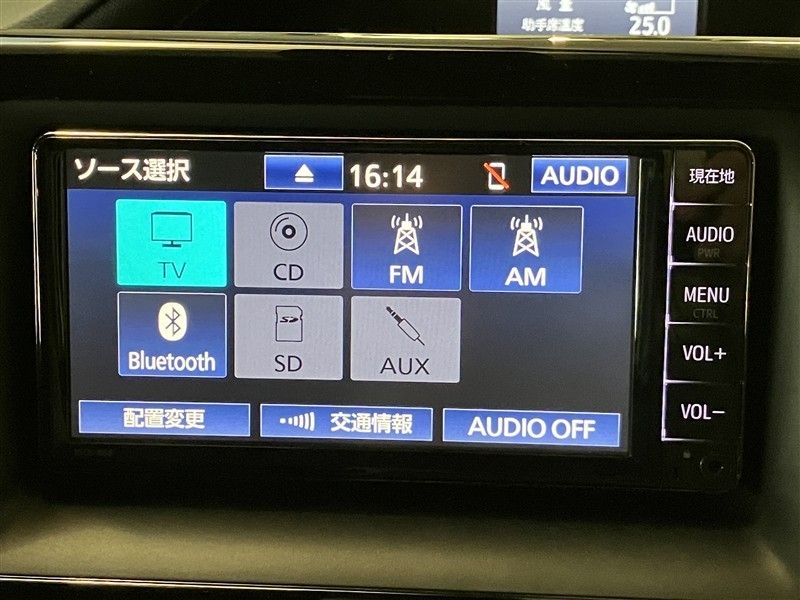 風量
助手席温度 25.0
ソース選択 16:14 AUDIO
TV CD FM AM
Bluetooth SD AUX
配置変更 交通情報 AUDIO OFF
現在地
AUDIO
PWR
MENU
CTRL
VOL+
VOL-